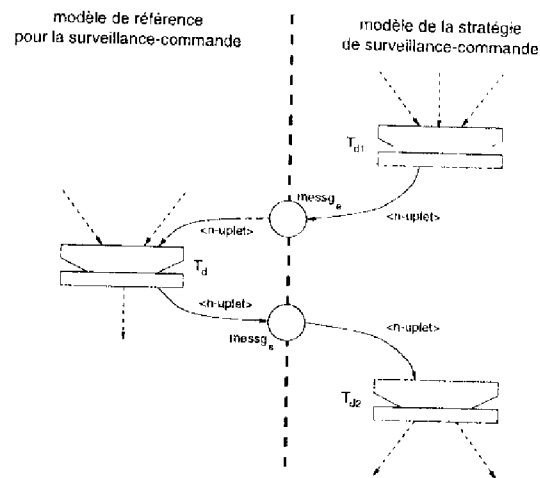 modèle de référence
pour la surveillance-commande
modèle de la stratégie
de surveillance-commande
T_d1
messg_e
<n-uplet>
<n-uplet>
T_d
<n-uplet>
messg_s
<n-uplet>
T_d2